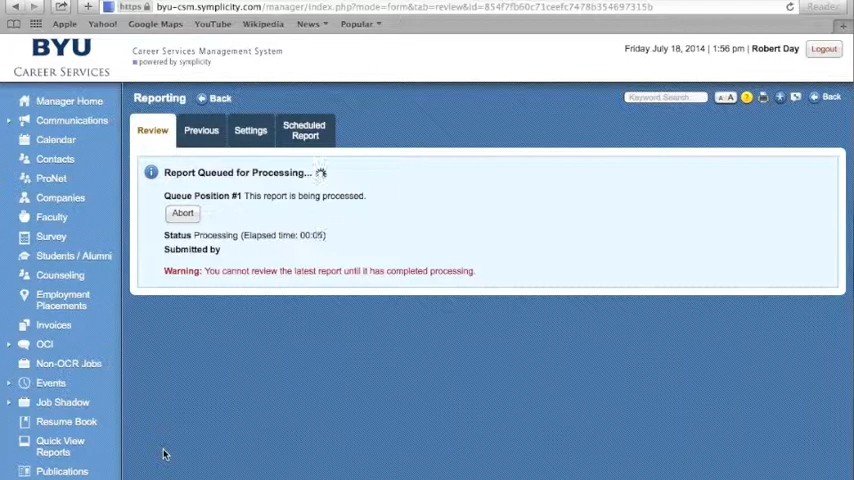 https byu-csm.symplicity.com/manager/index.php?mode=form&tab=review&id=854f7fb60c71ceefc7478b3546973​15b Reader
Apple Yahoo! Google Maps YouTube Wikipedia News Popular
BYU
CAREER SERVICES
Career Services Management System
powered by symplicity
Friday July 18, 2014 | 1:56 pm | Robert Day Logout
Reporting Back
Keyword Search A A ? Back
Review Previous Settings Scheduled Report
Report Queued for Processing...
Queue Position #1 This report is being processed.
Abort
Status Processing (Elapsed time: 00:05)
Submitted by
Warning: You cannot review the latest report until it has completed processing.
Manager Home
Communications
Calendar
Contacts
ProNet
Companies
Faculty
Survey
Students / Alumni
Counseling
Employment
Placements
Invoices
OCI
Non-OCR Jobs
Events
Job Shadow
Resume Book
Quick View
Reports
Publications